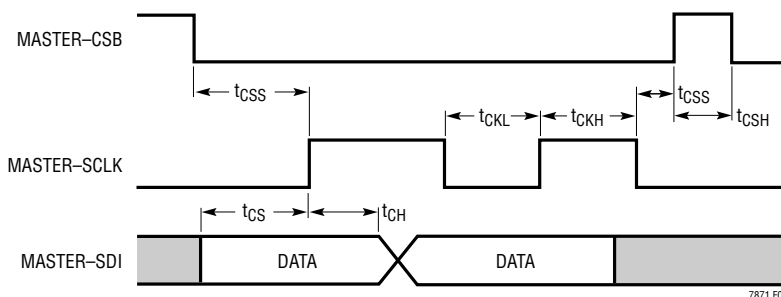 MASTER–CSB
tCSS
tCKL
tCKH
tCSS
tCSH
MASTER–SCLK
tCS
tCH
MASTER–SDI
DATA
DATA